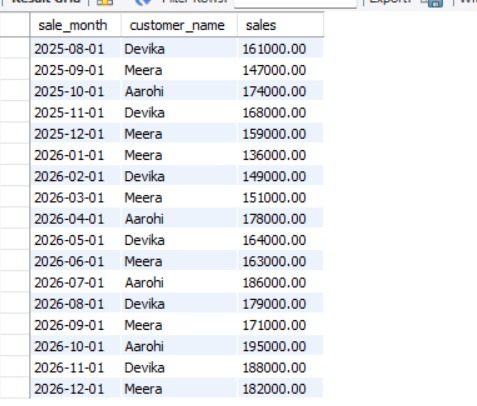 Result Grid Filter Rows: Export:
sale_month customer_name sales
2025-08-01 Devika 161000.00
2025-09-01 Meera 147000.00
2025-10-01 Aarohi 174000.00
2025-11-01 Devika 168000.00
2025-12-01 Meera 159000.00
2026-01-01 Meera 136000.00
2026-02-01 Devika 149000.00
2026-03-01 Meera 151000.00
2026-04-01 Aarohi 178000.00
2026-05-01 Devika 164000.00
2026-06-01 Meera 163000.00
2026-07-01 Aarohi 186000.00
2026-08-01 Devika 179000.00
2026-09-01 Meera 171000.00
2026-10-01 Aarohi 195000.00
2026-11-01 Devika 188000.00
2026-12-01 Meera 182000.00